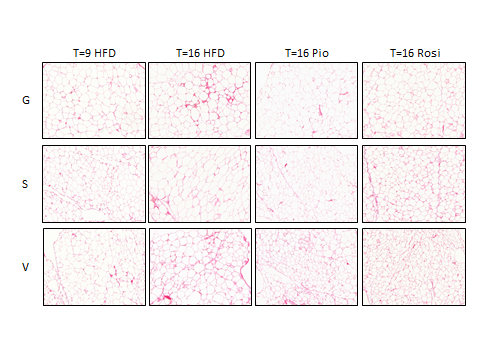 T=9 HFD T=16 HFD T=16 Pio T=16 Rosi
G
S
V